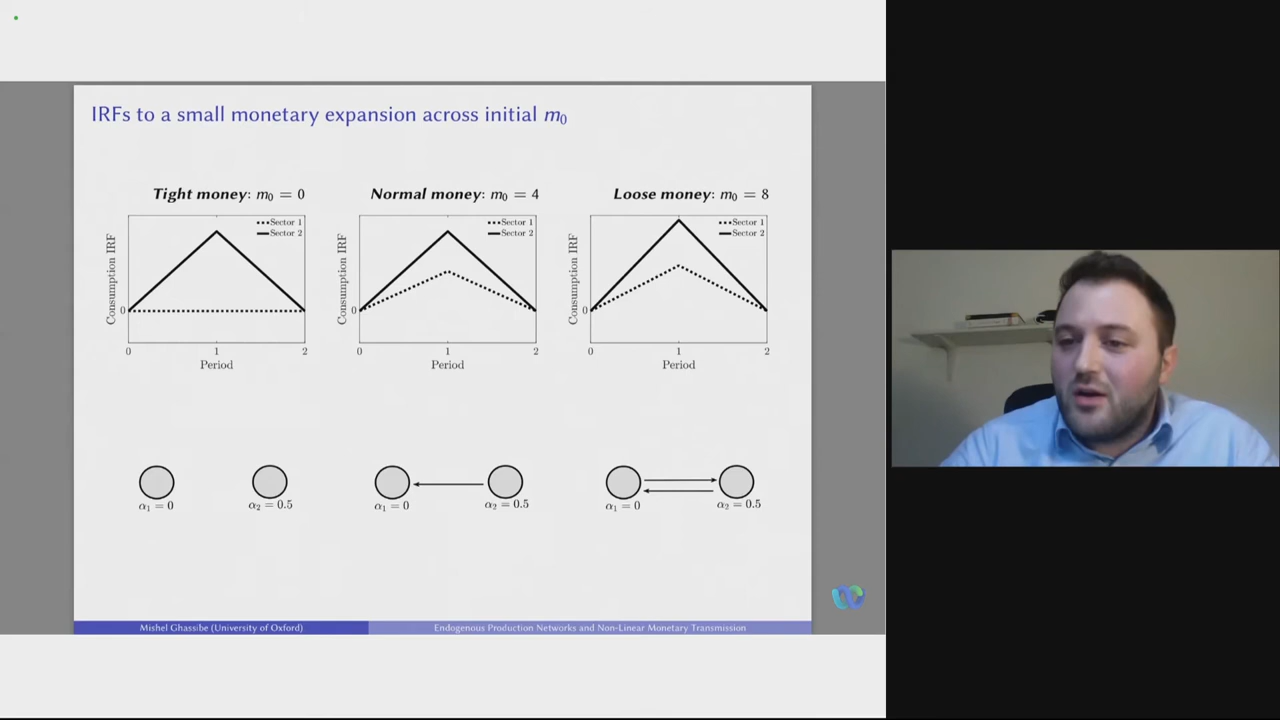 IRFs to a small monetary expansion across initial m₀
Tight money: m₀ = 0
Sector 1
Sector 2
Consumption IRF
0
0 1 2
Period
Normal money: m₀ = 4
Sector 1
Sector 2
Consumption IRF
0
0 1 2
Period
Loose money: m₀ = 8
Sector 1
Sector 2
Consumption IRF
0
0 1 2
Period
α₁ = 0 α₂ = 0.5
α₁ = 0 α₂ = 0.5
α₁ = 0 α₂ = 0.5
Mishel Ghassibe (University of Oxford) Endogenous Production Networks and Non-Linear Monetary Transmission